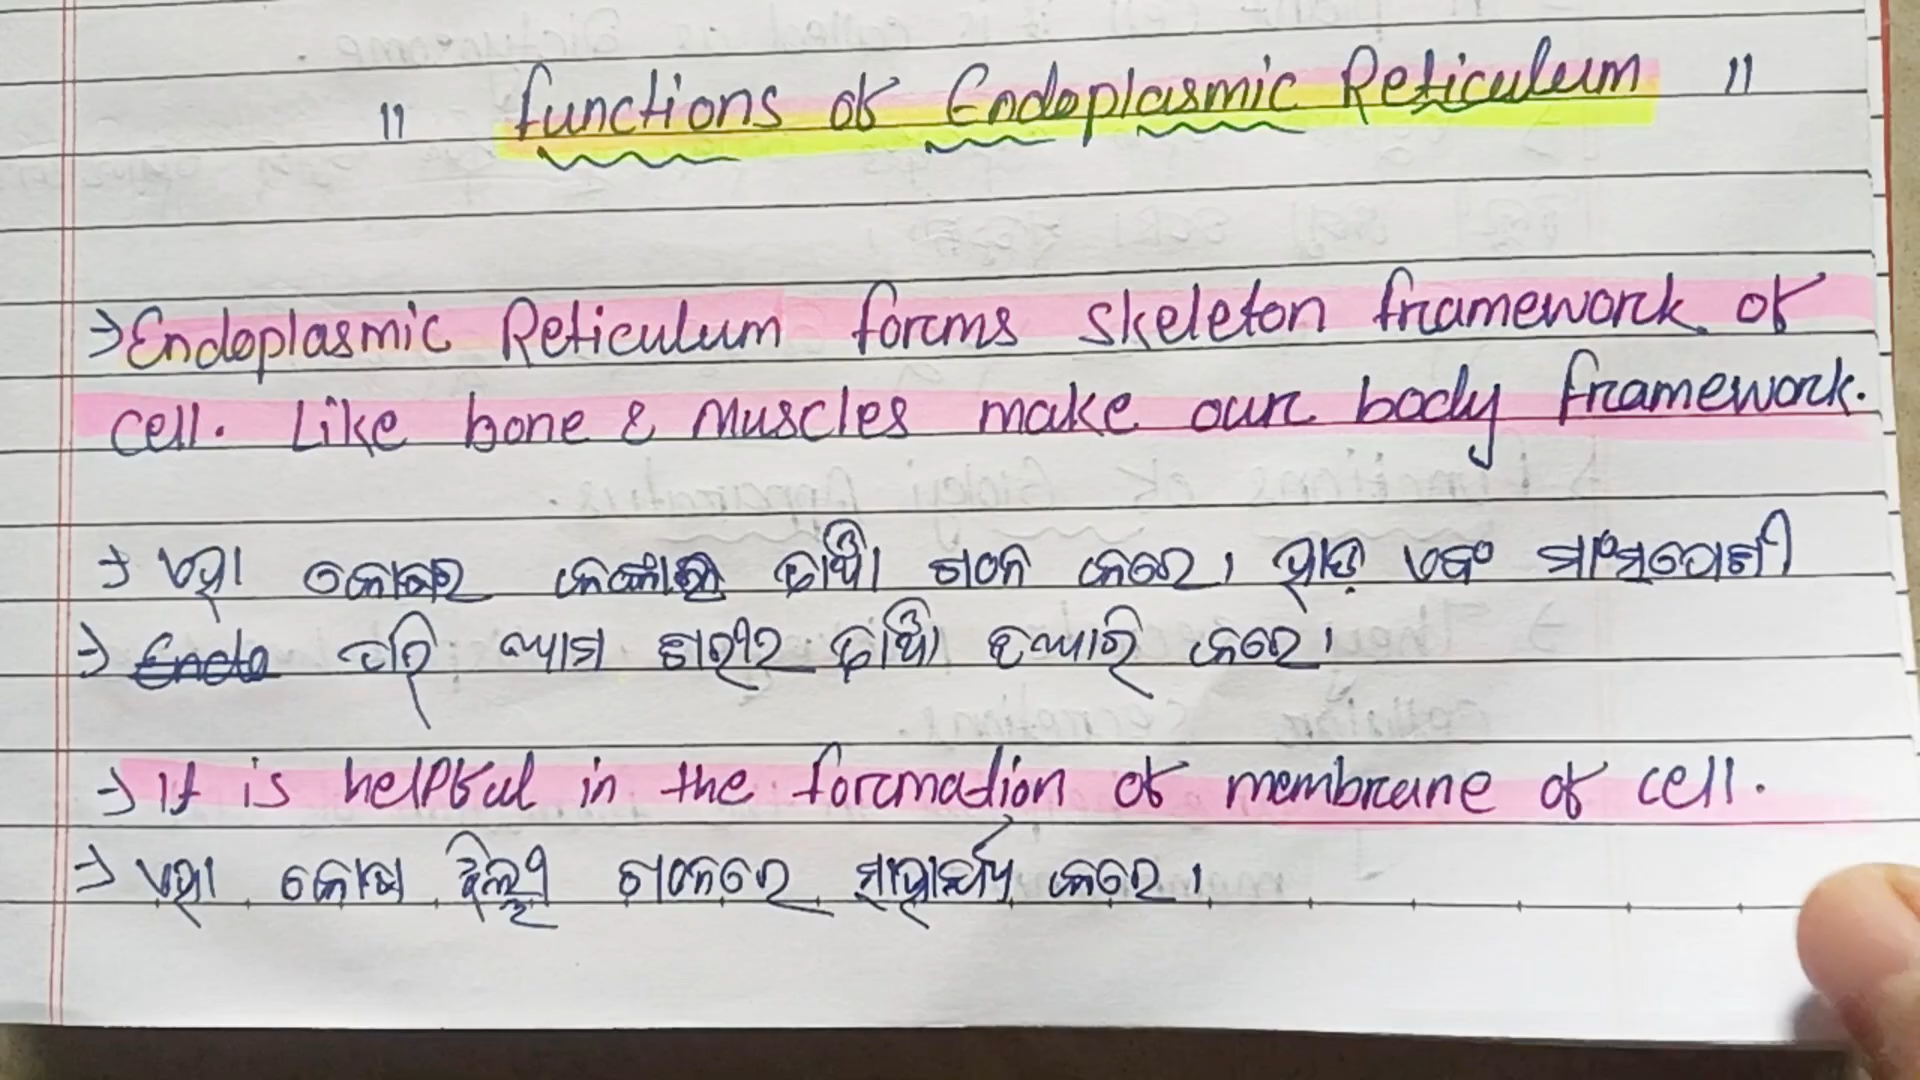 " Functions of Endoplasmic Reticulum "
→ Endoplasmic Reticulum forms skeleton framework of
cell. Like bone & Muscles make our body framework.
→ ଏହା କୋଷର କଙ୍କାଳ ଢାଞ୍ଚା ଗଠନ କରେ। ହାଡ଼ ଏବଂ ମାଂସପେଶୀ
→ ପରି ଆମ ଶରୀର ଢାଞ୍ଚା ତିଆରି କରେ।
→ It is helpful in the formation of membrane of cell.
→ ଏହା କୋଷ ଝିଲ୍ଲୀ ଗଠନରେ ସାହାର୍ଯ୍ୟ କରେ।